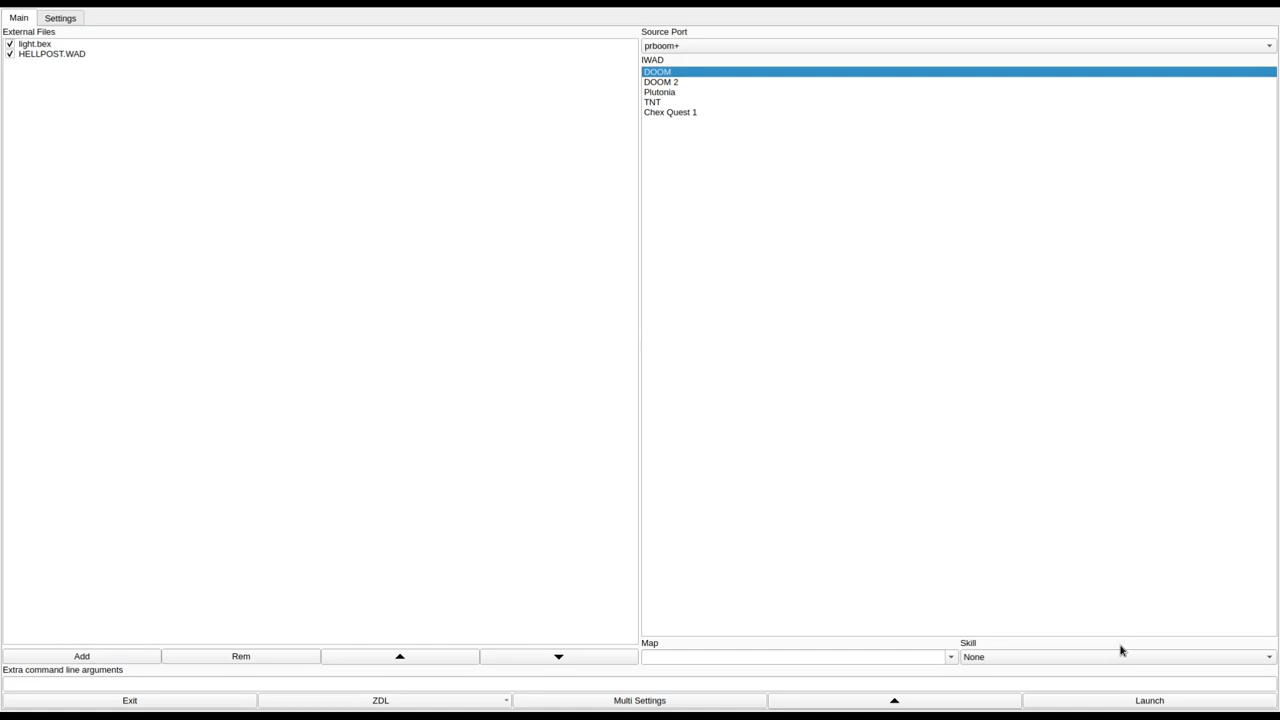 Main Settings
External Files
light.bex
HELLPOST.WAD
Source Port
prboom+
IWAD
DOOM
DOOM 2
Plutonia
TNT
Chex Quest 1
Map Skill
None
Add Rem
Extra command line arguments
Exit ZDL Multi Settings Launch